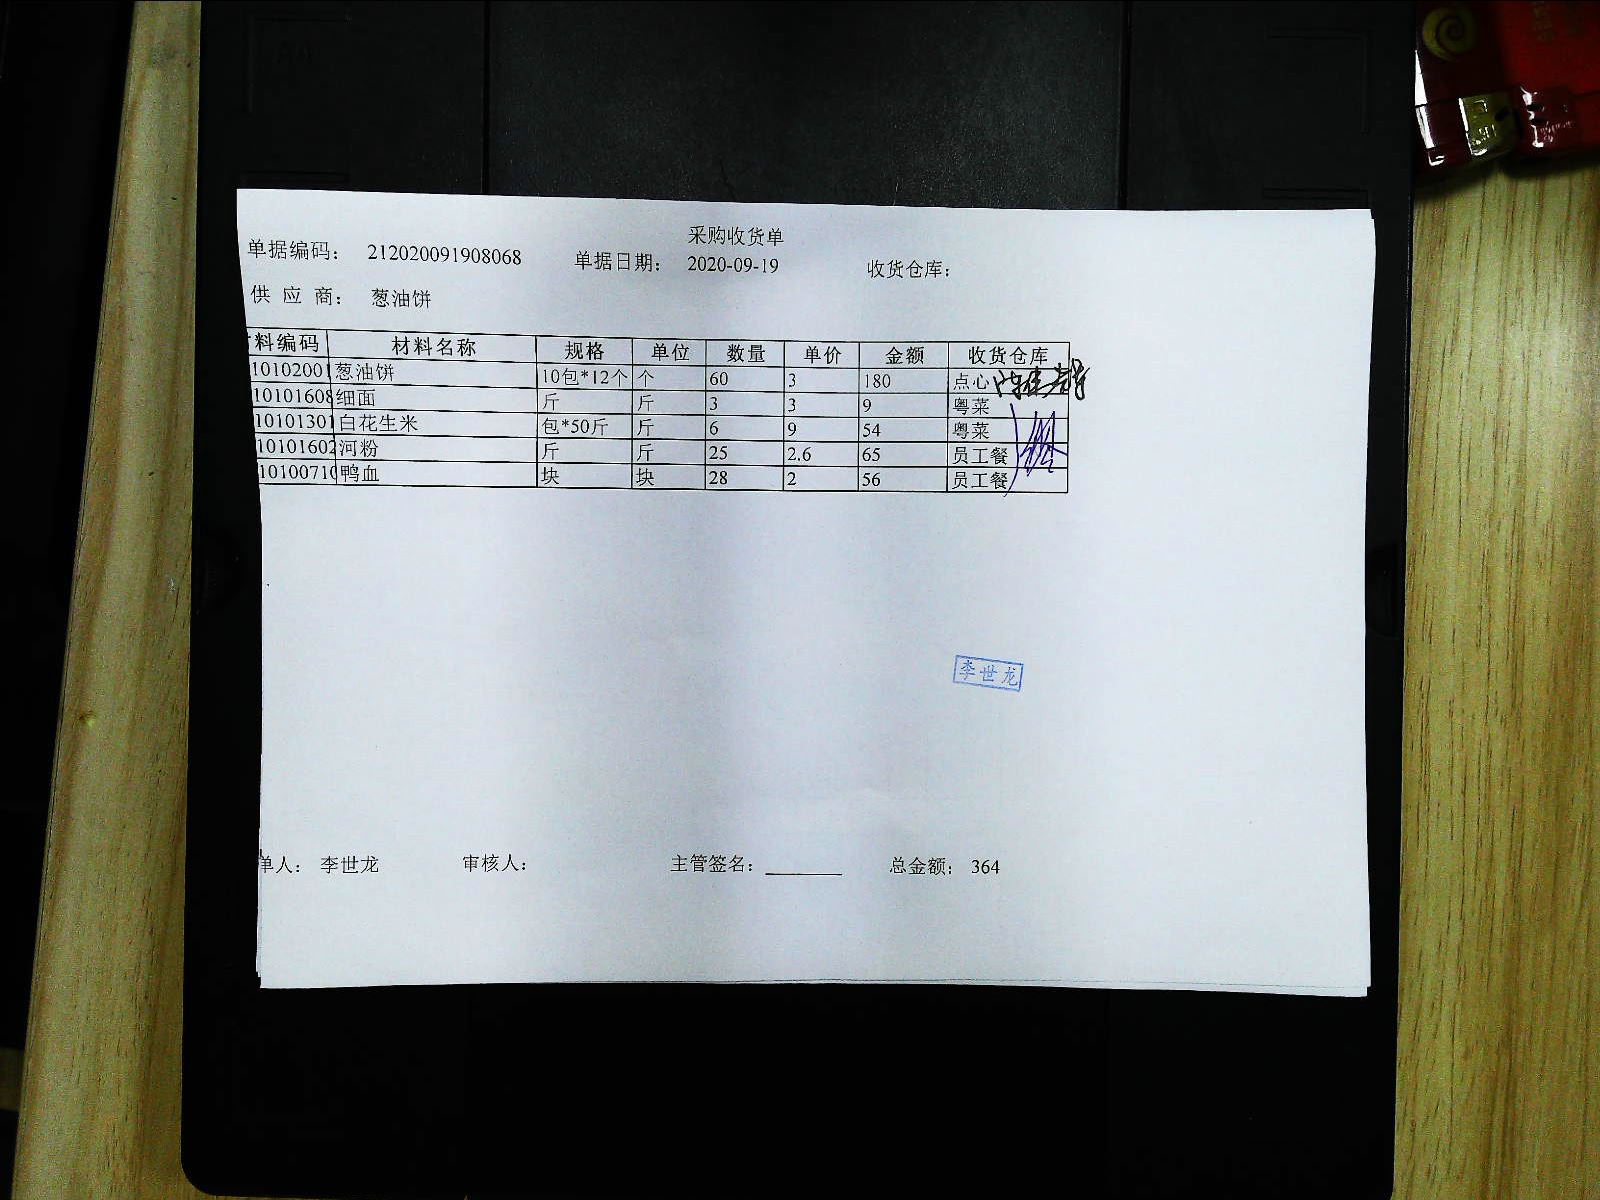 采购收货单
单据编码： 212020091908068 单据日期： 2020-09-19 收货仓库：
供 应 商： 葱油饼
料编码 材料名称 规格 单位 数量 单价 金额 收货仓库
10102001 葱油饼 10包*12个 个 60 3 180 点心
10101608 细面 斤 斤 3 3 9 粤菜
10101301 白花生米 包*50斤 斤 6 9 54 粤菜
10101602 河粉 斤 斤 25 2.6 65 员工餐
10100710 鸭血 块 块 28 2 56 员工餐
李世龙
单人： 李世龙 审核人： 主管签名： 总金额： 364